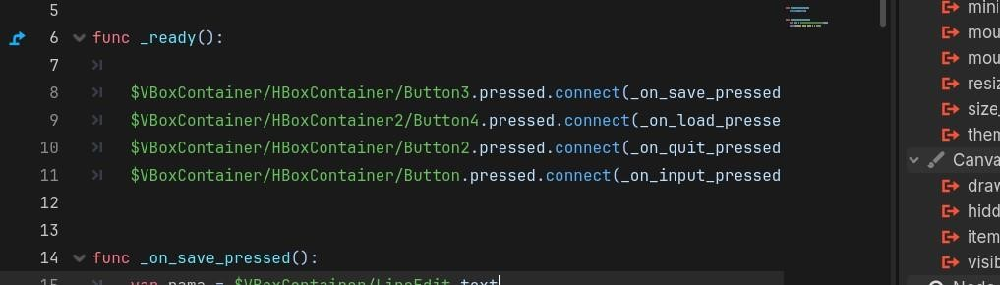 5
6 func _ready():
7
8 $VBoxContainer/HBoxContainer/Button3.pressed.connect(_on_save_pressed
9 $VBoxContainer/HBoxContainer2/Button4.pressed.connect(_on_load_presse
10 $VBoxContainer/HBoxContainer/Button2.pressed.connect(_on_quit_pressed
11 $VBoxContainer/HBoxContainer/Button.pressed.connect(_on_input_pressed
12
13
14 func _on_save_pressed():
15 var nama = $VBoxContainer/LineEdit.text
mini
mou
mou
resiz
size_
them
Canva
draw
hidd
item
visib
Node